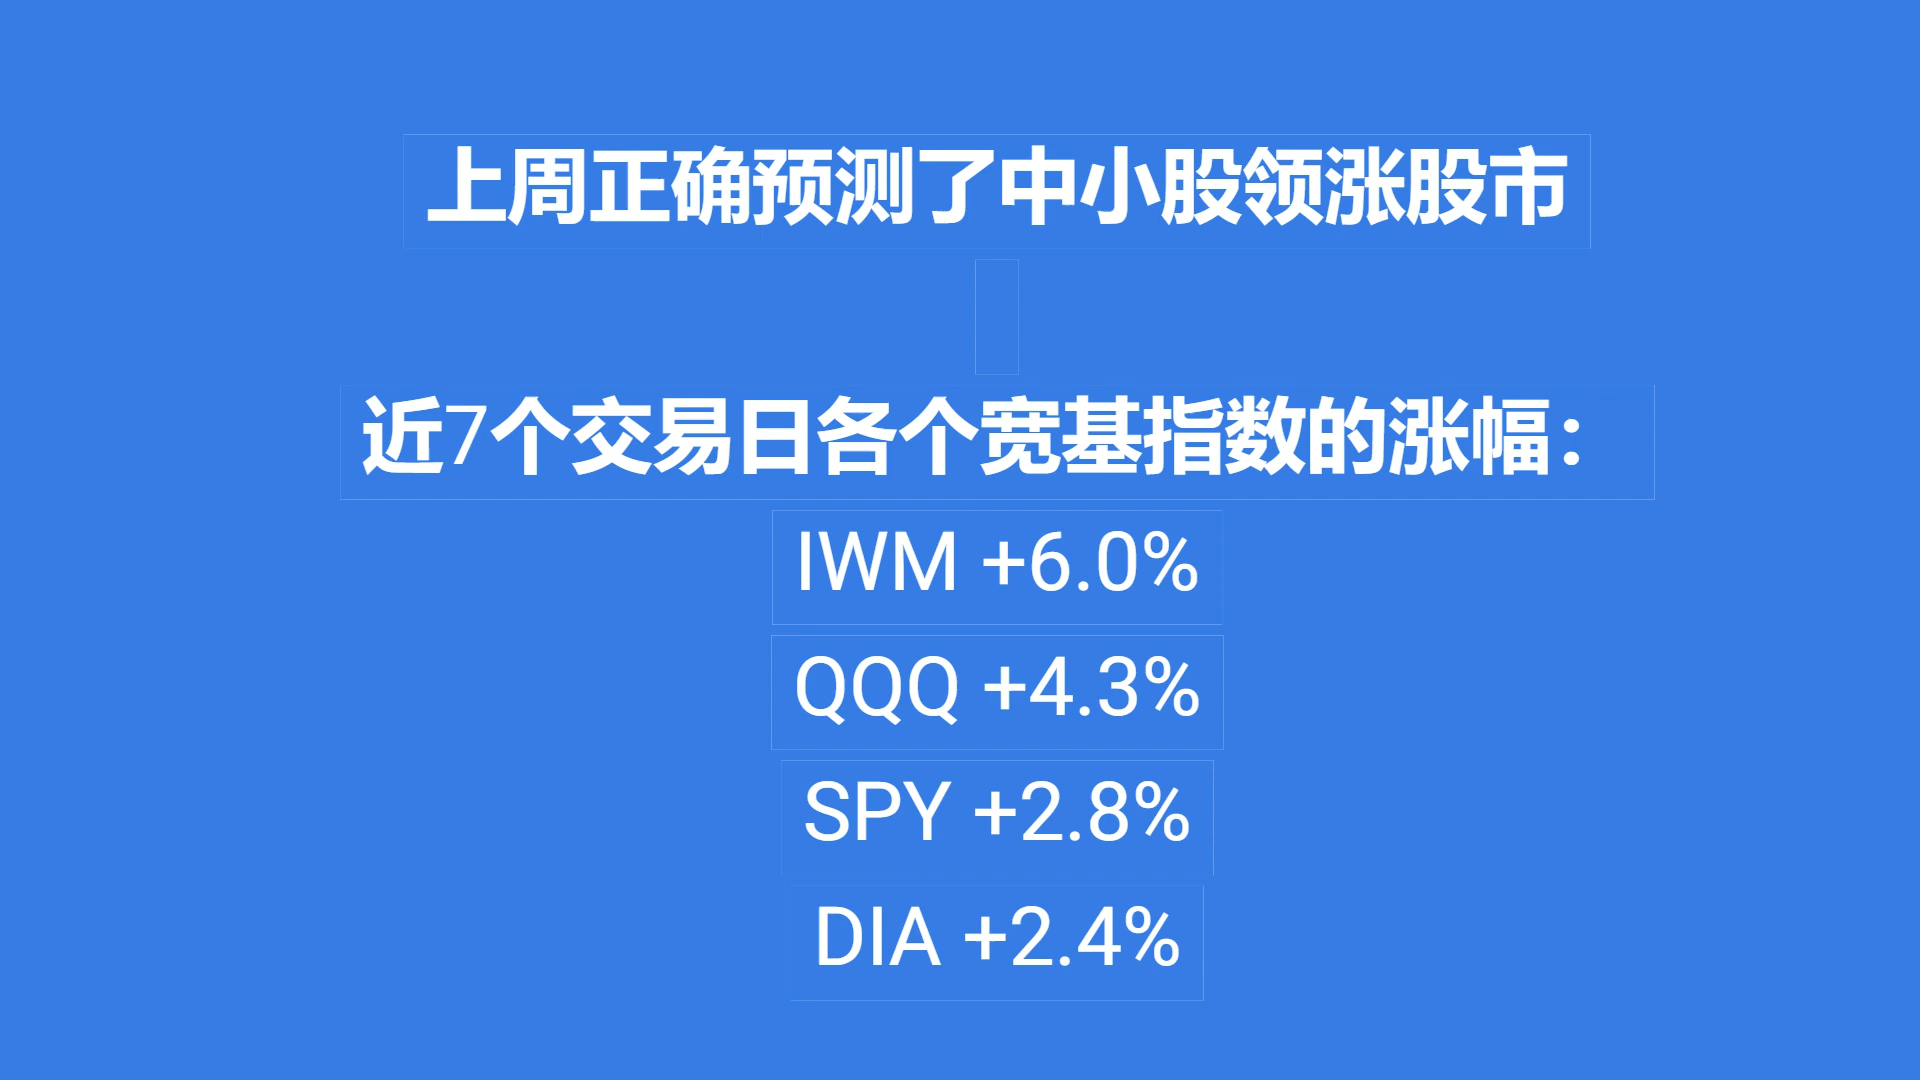 上周正确预测了中小股领涨股市
近7个交易日各个宽基指数的涨幅：
IWM +6.0%
QQQ +4.3%
SPY +2.8%
DIA +2.4%